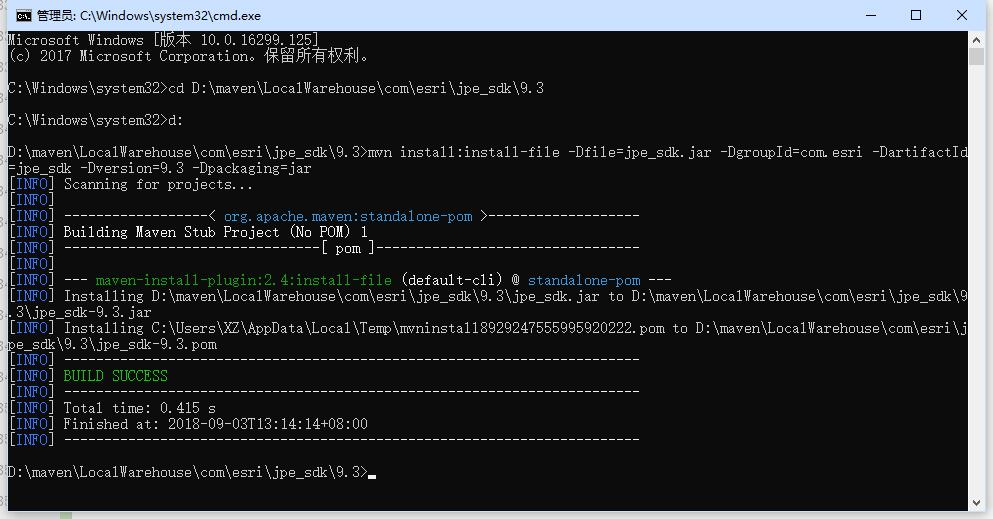 管理员: C:\Windows\system32\cmd.exe
Microsoft Windows [版本 10.0.16299.125]
(c) 2017 Microsoft Corporation。保留所有权利。
C:\Windows\system32>cd D:\maven\LocalWarehouse\com\esri\jpe_sdk\9.3
C:\Windows\system32>d:
D:\maven\LocalWarehouse\com\esri\jpe_sdk\9.3>mvn install:install-file -Dfile=jpe_sdk.jar -DgroupId=com.esri -DartifactId
=jpe_sdk -Dversion=9.3 -Dpackaging=jar
[INFO] Scanning for projects...
[INFO]
[INFO] ------------------< org.apache.maven:standalone-pom >-------------------
[INFO] Building Maven Stub Project (No POM) 1
[INFO] --------------------------------[ pom ]---------------------------------
[INFO]
[INFO] --- maven-install-plugin:2.4:install-file (default-cli) @ standalone-pom ---
[INFO] Installing D:\maven\LocalWarehouse\com\esri\jpe_sdk\9.3\jpe_sdk.jar to D:\maven\LocalWarehouse\com\esri\jpe_sdk\9
.3\jpe_sdk-9.3.jar
[INFO] Installing C:\Users\XZ\AppData\Local\Temp\mvninstall8929247555995920222.pom to D:\maven\LocalWarehouse\com\esri\j
pe_sdk\9.3\jpe_sdk-9.3.pom
[INFO] ------------------------------------------------------------------------
[INFO] BUILD SUCCESS
[INFO] ------------------------------------------------------------------------
[INFO] Total time: 0.415 s
[INFO] Finished at: 2018-09-03T13:14:14+08:00
[INFO] ------------------------------------------------------------------------
D:\maven\LocalWarehouse\com\esri\jpe_sdk\9.3>